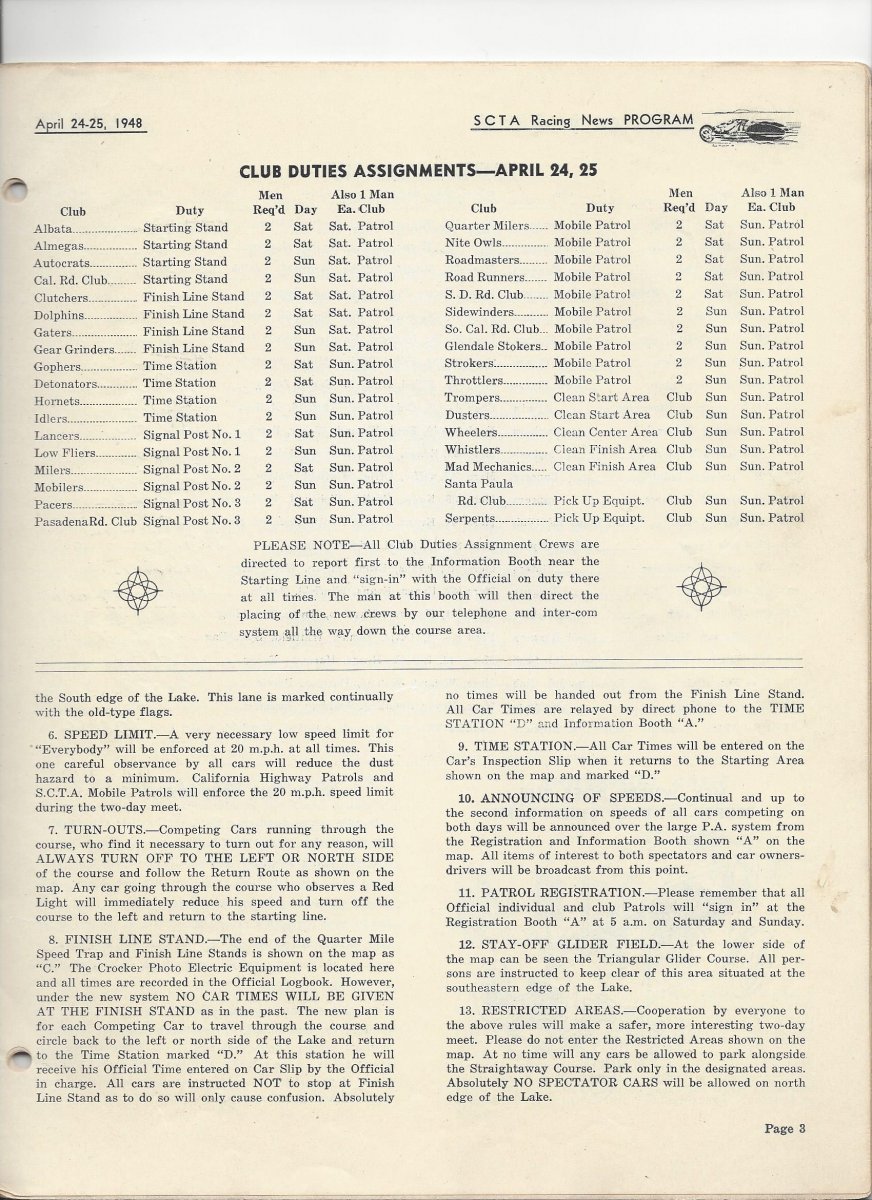 April 24-25, 1948
SCTA Racing News PROGRAM
CLUB DUTIES ASSIGNMENTS—APRIL 24, 25
Men Also 1 Man
Club Duty Req'd Day Ea. Club
Albata Starting Stand 2 Sat Sat. Patrol
Almegas Starting Stand 2 Sat Sat. Patrol
Autocrats Starting Stand 2 Sun Sat. Patrol
Cal. Rd. Club Starting Stand 2 Sun Sat. Patrol
Clutchers Finish Line Stand 2 Sat Sat. Patrol
Dolphins Finish Line Stand 2 Sat Sat. Patrol
Gaters Finish Line Stand 2 Sun Sat. Patrol
Gear Grinders Finish Line Stand 2 Sun Sat. Patrol
Gophers Time Station 2 Sat Sun. Patrol
Detonators Time Station 2 Sat Sun. Patrol
Hornets Time Station 2 Sun Sun. Patrol
Idlers Time Station 2 Sun Sun. Patrol
Lancers Signal Post No. 1 2 Sat Sun. Patrol
Low Fliers Signal Post No. 1 2 Sun Sun. Patrol
Milers Signal Post No. 2 2 Sat Sun. Patrol
Mobilers Signal Post No. 2 2 Sun Sun. Patrol
Pacers Signal Post No. 3 2 Sat Sun. Patrol
PasadenaRd. Club Signal Post No. 3 2 Sun Sun. Patrol
Men Also 1 Man
Club Duty Req'd Day Ea. Club
Quarter Milers Mobile Patrol 2 Sat Sun. Patrol
Nite Owls Mobile Patrol 2 Sat Sun. Patrol
Roadmasters Mobile Patrol 2 Sat Sun. Patrol
Road Runners Mobile Patrol 2 Sat Sun. Patrol
S. D. Rd. Club Mobile Patrol 2 Sat Sun. Patrol
Sidewinders Mobile Patrol 2 Sun Sun. Patrol
So. Cal. Rd. Club Mobile Patrol 2 Sun Sun. Patrol
Glendale Stokers Mobile Patrol 2 Sun Sun. Patrol
Strokers Mobile Patrol 2 Sun Sun. Patrol
Throttlers Mobile Patrol 2 Sun Sun. Patrol
Trompers Clean Start Area Club Sun Sun. Patrol
Dusters Clean Start Area Club Sun Sun. Patrol
Wheelers Clean Center Area Club Sun Sun. Patrol
Whistlers Clean Finish Area Club Sun Sun. Patrol
Mad Mechanics Clean Finish Area Club Sun Sun. Patrol
Santa Paula
Rd. Club Pick Up Equipt. Club Sun Sun. Patrol
Serpents Pick Up Equipt. Club Sun Sun. Patrol
PLEASE NOTE—All Club Duties Assignment Crews are
directed to report first to the Information Booth near the
Starting Line and "sign-in" with the Official on duty there
at all times. The man at this booth will then direct the
placing of the new crews by our telephone and inter-com
system all the way down the course area.
the South edge of the Lake. This lane is marked continually
with the old-type flags.
6. SPEED LIMIT.—A very necessary low speed limit for
"Everybody" will be enforced at 20 m.p.h. at all times. This
one careful observance by all cars will reduce the dust
hazard to a minimum. California Highway Patrols and
S.C.T.A. Mobile Patrols will enforce the 20 m.p.h. speed limit
during the two-day meet.
7. TURN-OUTS.—Competing Cars running through the
course, who find it necessary to turn out for any reason, will
ALWAYS TURN OFF TO THE LEFT OR NORTH SIDE
of the course and follow the Return Route as shown on the
map. Any car going through the course who observes a Red
Light will immediately reduce his speed and turn off the
course to the left and return to the starting line.
8. FINISH LINE STAND.—The end of the Quarter Mile
Speed Trap and Finish Line Stands is shown on the map as
"C." The Crocker Photo Electric Equipment is located here
and all times are recorded in the Official Logbook. However,
under the new system NO CAR TIMES WILL BE GIVEN
AT THE FINISH STAND as in the past. The new plan is
for each Competing Car to travel through the course and
circle back to the left or north side of the Lake and return
to the Time Station marked "D." At this station he will
receive his Official Time entered on Car Slip by the Official
in charge. All cars are instructed NOT to stop at Finish
Line Stand as to do so will only cause confusion. Absolutely
no times will be handed out from the Finish Line Stand.
All Car Times are relayed by direct phone to the TIME
STATION "D" and Information Booth "A."
9. TIME STATION.—All Car Times will be entered on the
Car's Inspection Slip when it returns to the Starting Area
shown on the map and marked "D."
10. ANNOUNCING OF SPEEDS.—Continual and up to
the second information on speeds of all cars competing on
both days will be announced over the large P.A. system from
the Registration and Information Booth shown "A" on the
map. All items of interest to both spectators and car owners-
drivers will be broadcast from this point.
11. PATROL REGISTRATION.—Please remember that all
Official individual and club Patrols will "sign in" at the
Registration Booth "A" at 5 a.m. on Saturday and Sunday.
12. STAY-OFF GLIDER FIELD.—At the lower side of
the map can be seen the Triangular Glider Course. All per-
sons are instructed to keep clear of this area situated at the
southeastern edge of the Lake.
13. RESTRICTED AREAS.—Cooperation by everyone to
the above rules will make a safer, more interesting two-day
meet. Please do not enter the Restricted Areas shown on the
map. At no time will any cars be allowed to park alongside
the Straightaway Course. Park only in the designated areas.
Absolutely NO SPECTATOR CARS will be allowed on north
edge of the Lake.
Page 3